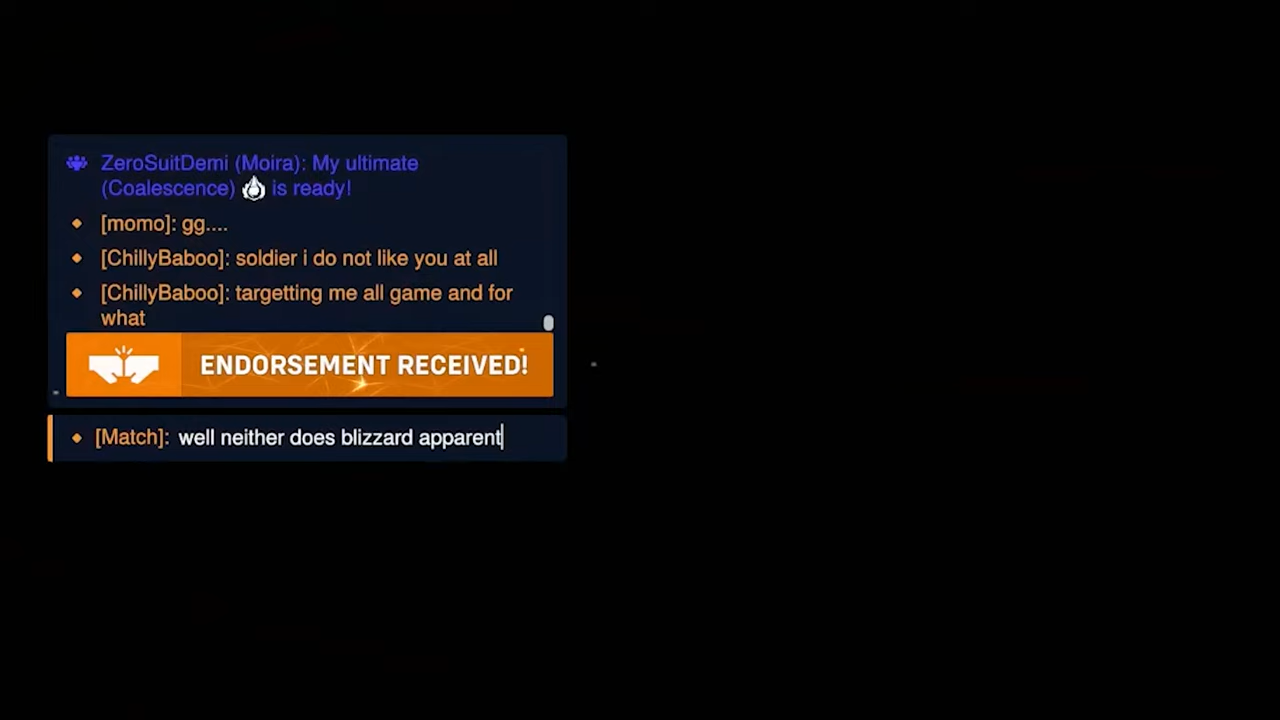 ZeroSuitDemi (Moira): My ultimate
(Coalescence) is ready!
[momo]: gg....
[ChillyBaboo]: soldier i do not like you at all
[ChillyBaboo]: targetting me all game and for
what
ENDORSEMENT RECEIVED!
[Match]: well neither does blizzard apparent